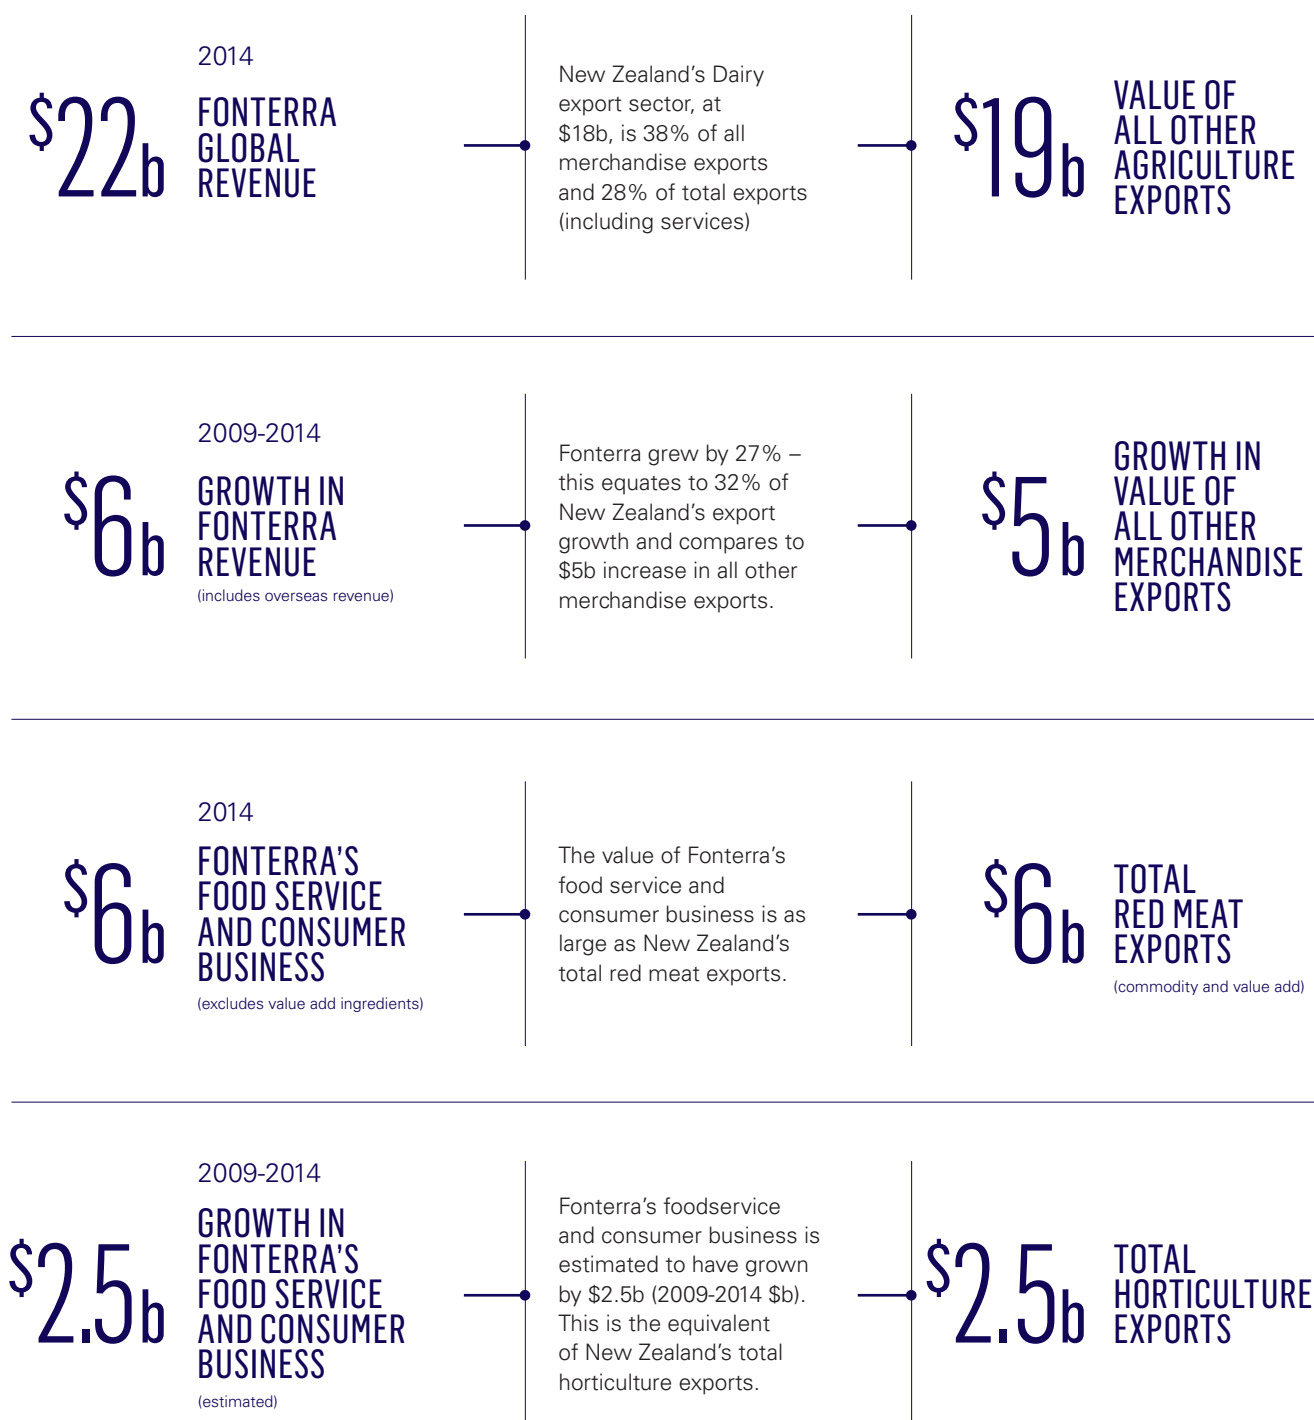 2014
$22b
FONTERRA
GLOBAL
REVENUE
New Zealand’s Dairy
export sector, at
$18b, is 38% of all
merchandise exports
and 28% of total exports
(including services)
$19b
VALUE OF
ALL OTHER
AGRICULTURE
EXPORTS
2009-2014
$6b
GROWTH IN
FONTERRA
REVENUE
(includes overseas revenue)
Fonterra grew by 27% –
this equates to 32% of
New Zealand’s export
growth and compares to
$5b increase in all other
merchandise exports.
$5b
GROWTH IN
VALUE OF
ALL OTHER
MERCHANDISE
EXPORTS
2014
$6b
FONTERRA’S
FOOD SERVICE
AND CONSUMER
BUSINESS
(excludes value add ingredients)
The value of Fonterra’s
food service and
consumer business is as
large as New Zealand’s
total red meat exports.
$6b
TOTAL
RED MEAT
EXPORTS
(commodity and value add)
2009-2014
$2.5b
GROWTH IN
FONTERRA’S
FOOD SERVICE
AND CONSUMER
BUSINESS
(estimated)
Fonterra’s foodservice
and consumer business is
estimated to have grown
by $2.5b (2009-2014 $b).
This is the equivalent
of New Zealand’s total
horticulture exports.
$2.5b
TOTAL
HORTICULTURE
EXPORTS